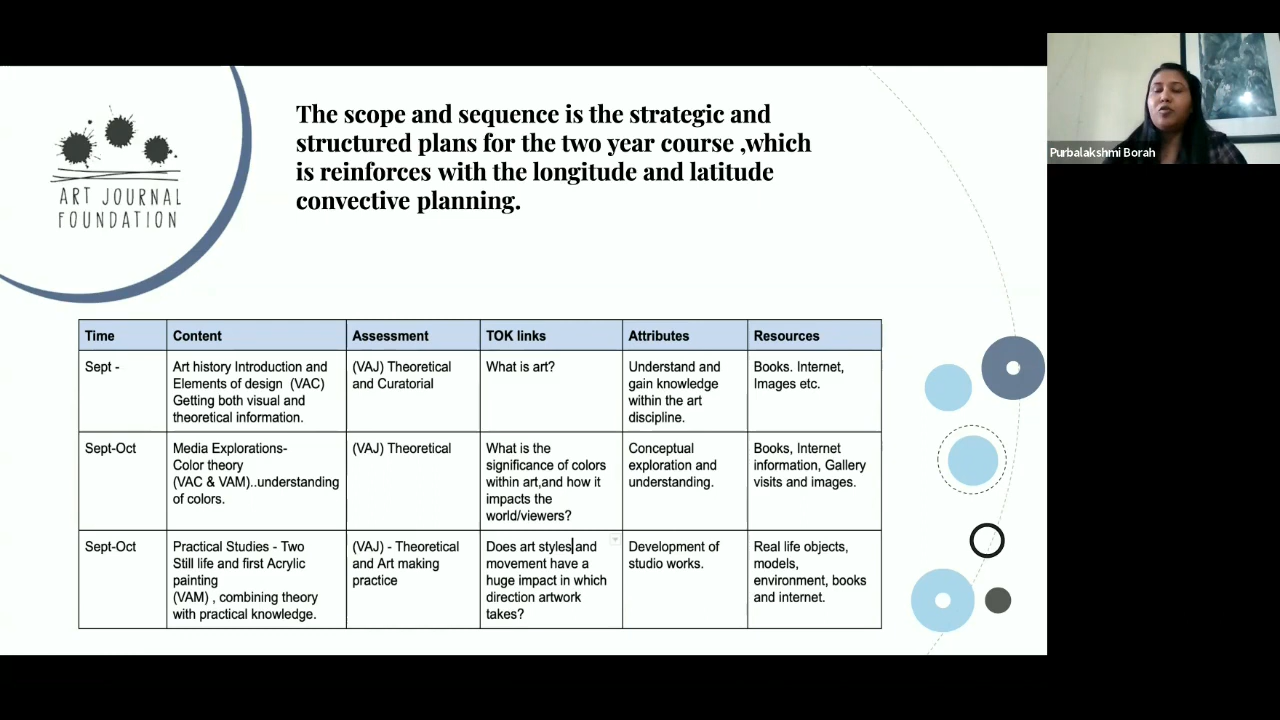 The scope and sequence is the strategic and
structured plans for the two year course ,which
is reinforces with the longitude and latitude
convective planning.
ART JOURNAL
FOUNDATION
Purbalakshmi Borah
Time
Content
Assessment
TOK links
Attributes
Resources
Sept -
Art history Introduction and
Elements of design (VAC)
Getting both visual and
theoretical information.
(VAJ) Theoretical
and Curatorial
What is art?
Understand and
gain knowledge
within the art
discipline.
Books. Internet,
Images etc.
Sept-Oct
Media Explorations-
Color theory
(VAC & VAM)..understanding
of colors.
(VAJ) Theoretical
What is the
significance of colors
within art,and how it
impacts the
world/viewers?
Conceptual
exploration and
understanding.
Books, Internet
information, Gallery
visits and images.
Sept-Oct
Practical Studies - Two
Still life and first Acrylic
painting
(VAM) , combining theory
with practical knowledge.
(VAJ) - Theoretical
and Art making
practice
Does art styles and
movement have a
huge impact in which
direction artwork
takes?
Development of
studio works.
Real life objects,
models,
environment, books
and internet.